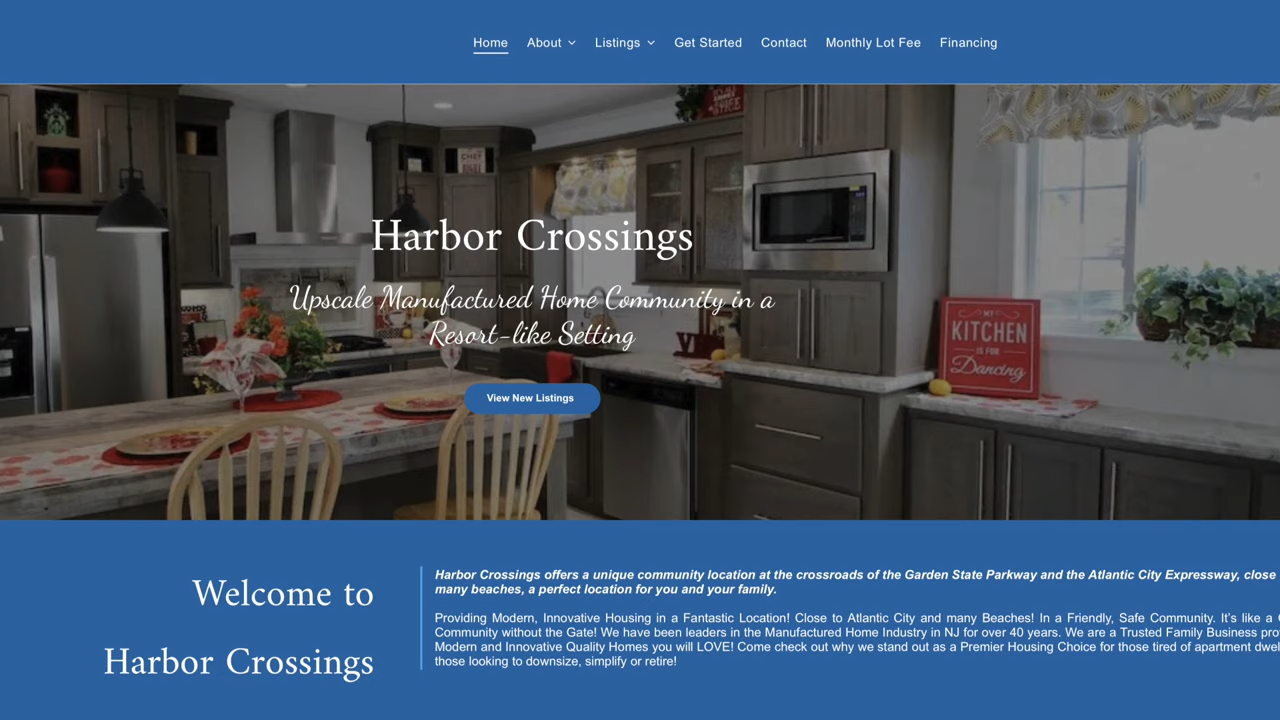 Home About Listings Get Started Contact Monthly Lot Fee Financing
Harbor Crossings
Upscale Manufactured Home Community in a
Resort-like Setting
CHEF
MY
KITCHEN
IS FOR
Dancing
View New Listings
Welcome to
Harbor Crossings
Harbor Crossings offers a unique community location at the crossroads of the Garden State Parkway and the Atlantic City Expressway, close
many beaches, a perfect location for you and your family.
Providing Modern, Innovative Housing in a Fantastic Location! Close to Atlantic City and many Beaches! In a Friendly, Safe Community. It’s like a
Community without the Gate! We have been leaders in the Manufactured Home Industry in NJ for over 40 years. We are a Trusted Family Business
Modern and Innovative Quality Homes you will LOVE! Come check out why we stand out as a Premier Housing Choice for those tired of apartment
those looking to downsize, simplify or retire!